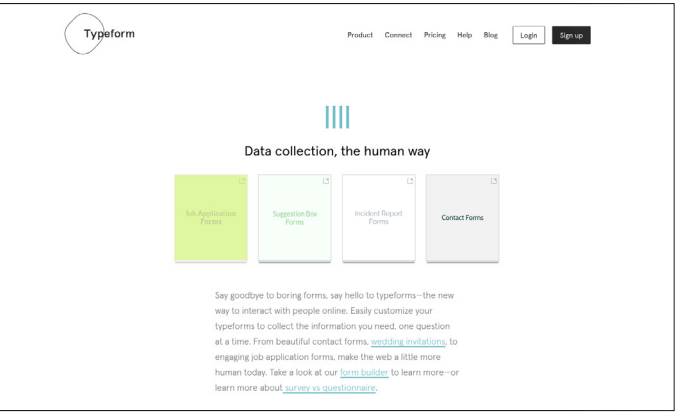 Typeform
Product Connect Pricing Help Blog Login Sign up
Data collection, the human way
Job Application
Forms
Suggestion Box
Forms
Incident Report
Forms
Contact Forms
Say goodbye to boring forms, say hello to typeforms—the new
way to interact with people online. Easily customize your
typeforms to collect the information you need, one question
at a time. From beautiful contact forms, wedding invitations, to
engaging job application forms, make the web a little more
human today. Take a look at our form builder to learn more—or
learn more about survey vs questionnaire.